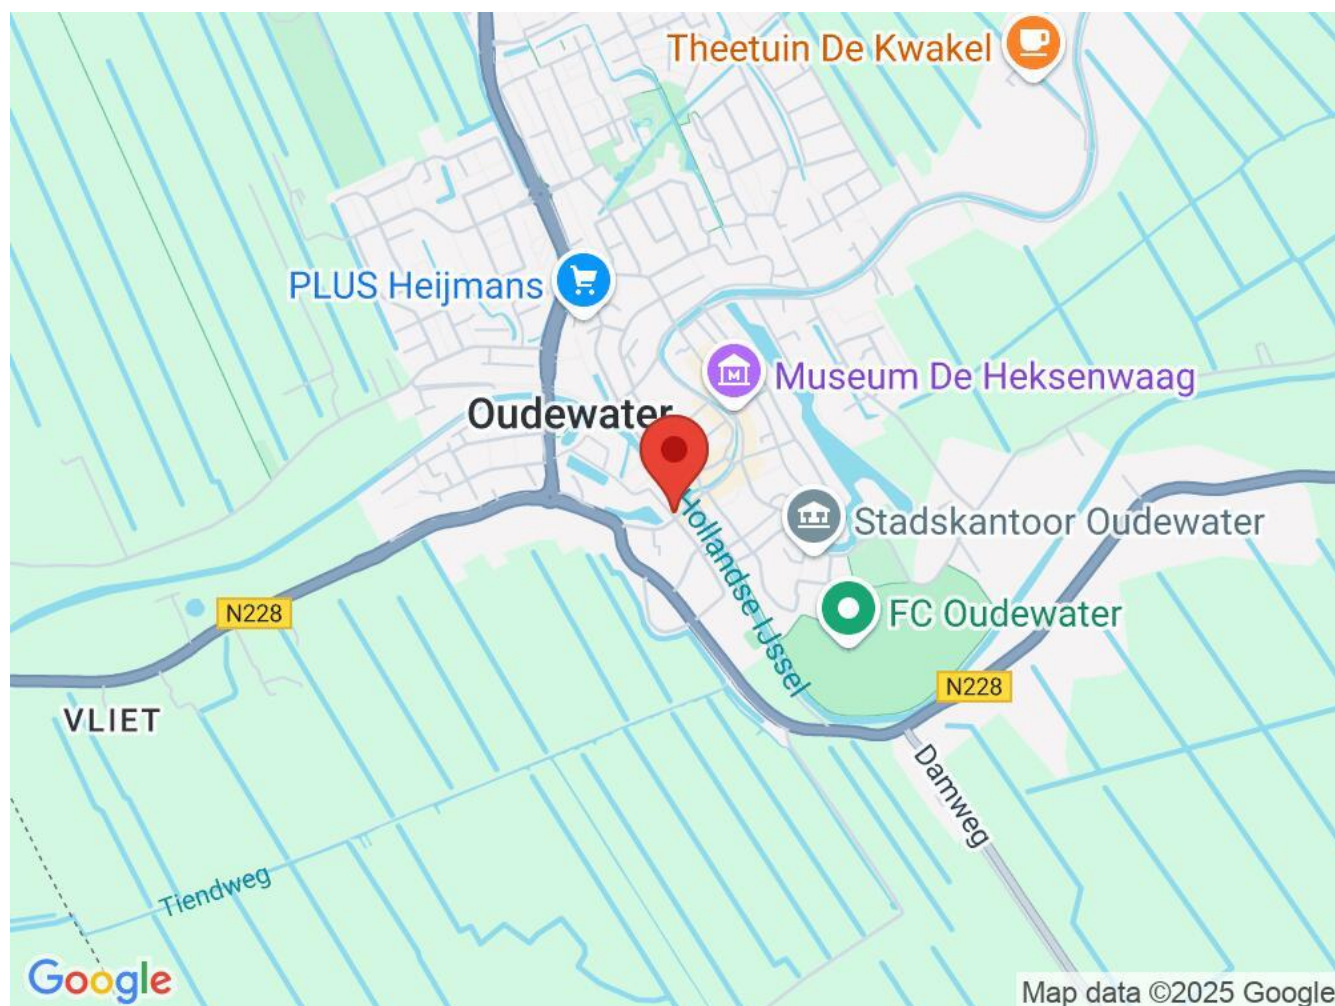 Theetuin De Kwakel
PLUS Heijmans
Museum De Heksenwaag
Oudewater
Hollandse IJssel
Stadskantoor Oudewater
N228
FC Oudewater
N228
VLIET
Damweg
Tiendweg
Google
Map data ©2025 Google